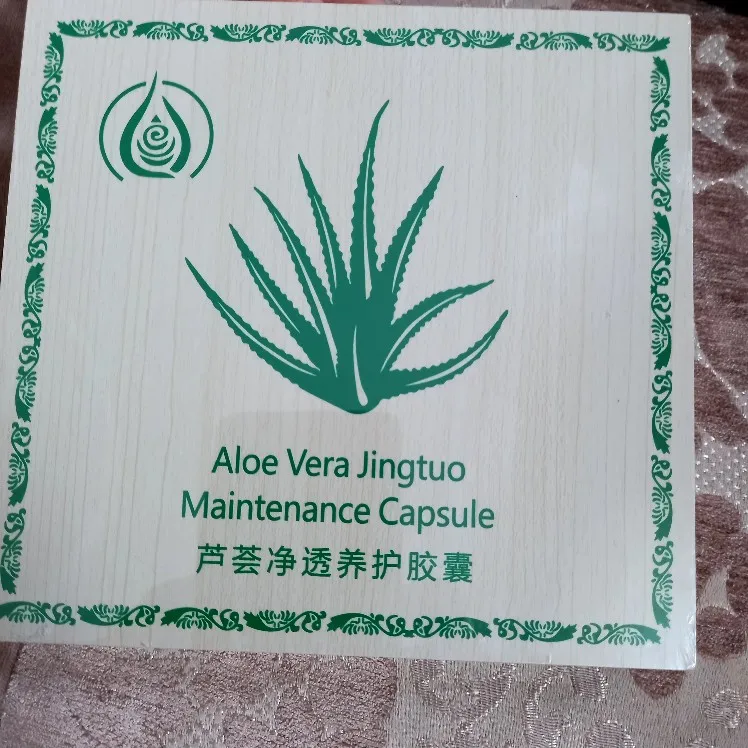 Aloe Vera Jingtuo
Maintenance Capsule
芦荟净透养护胶囊